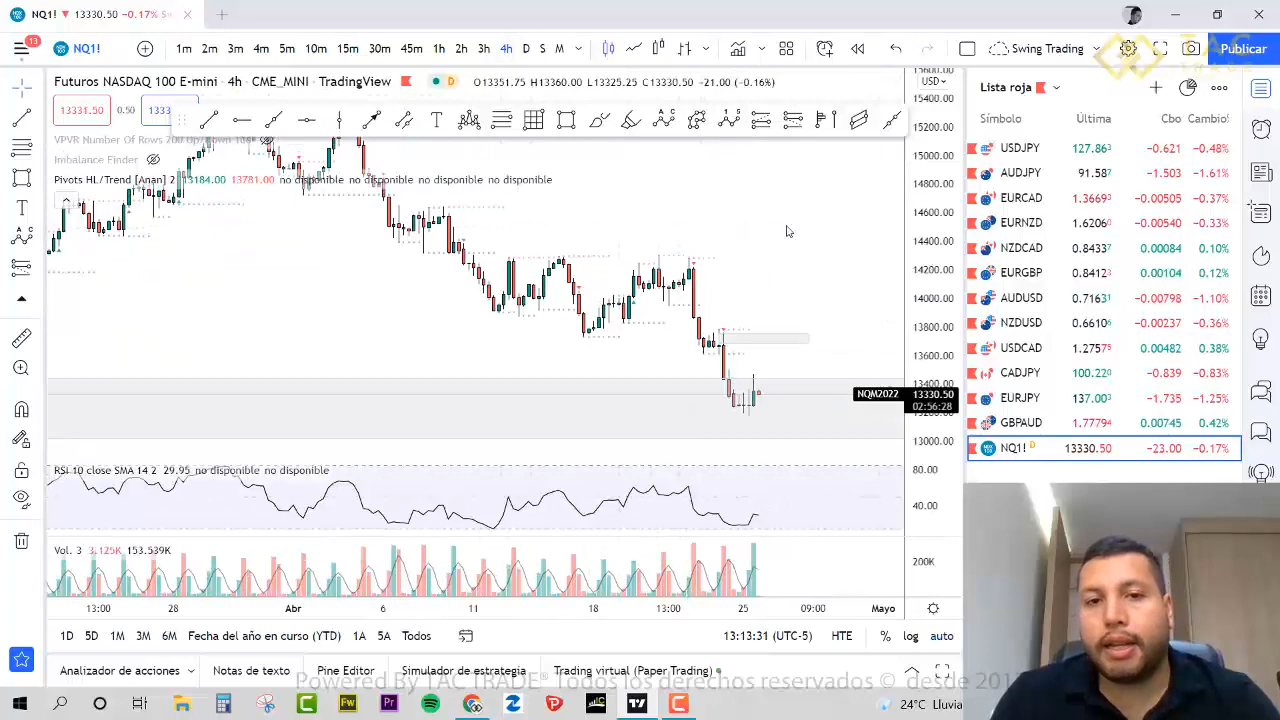 NQ1! ▼ 13330.50 −0.17%
13
NQ1!
1m 2m 3m 4m 5m 10m 15m 30m 45m 1h 2h 3h 4h D M
Swing Trading
Publicar
Futuros NASDAQ 100 E-mini · 4h · CME_MINI · TradingView
D
O13351.75 H13360.00 L13325.25 C13330.50 −21.00 (−0.16%)
13331.50
0.50
VPVR Number Of Rows 200 Up/Down 100
Imbalance Finder
Pivots HL/Trend [Anan] 2 13184.00 13781.00 no disponible no disponible no disponible
USD
15600.00
15400.00
15200.00
15000.00
14800.00
14600.00
14400.00
14200.00
14000.00
13800.00
13600.00
13400.00
NQM2022 13330.50
02:56:28
13000.00
RSI 10 close SMA 14 2 29.95 no disponible no disponible
80.00
40.00
Vol. 3 3.125K 153.539K
200K
13:00 28 Abr 6 11 18 13:00 25 09:00 Mayo
1D 5D 1M 3M 6M Fecha del año en curso (YTD) 1A 5A Todos
13:13:31 (UTC-5) HTE % log auto
Analizador de acciones Notas de texto Pine Editor Simulador de estrategia Trading virtual (Paper Trading)
Lista roja
Símbolo Última Cbo Cambio%
USDJPY 127.863 −0.621 −0.48%
AUDJPY 91.587 −1.503 −1.61%
EURCAD 1.36693 −0.00505 −0.37%
EURNZD 1.62060 −0.00540 −0.33%
NZDCAD 0.84337 0.00084 0.10%
EURGBP 0.84123 0.00104 0.12%
AUDUSD 0.71631 −0.00798 −1.10%
NZDUSD 0.66106 −0.00237 −0.36%
USDCAD 1.27575 0.00482 0.38%
CADJPY 100.220 −0.839 −0.83%
EURJPY 137.003 −1.735 −1.25%
GBPAUD 1.77794 0.00745 0.42%
NQ1! D 13330.50 −23.00 −0.17%
Powered By TAC TRADE® Todos los derechos reservados © desde
24°C Lluvia